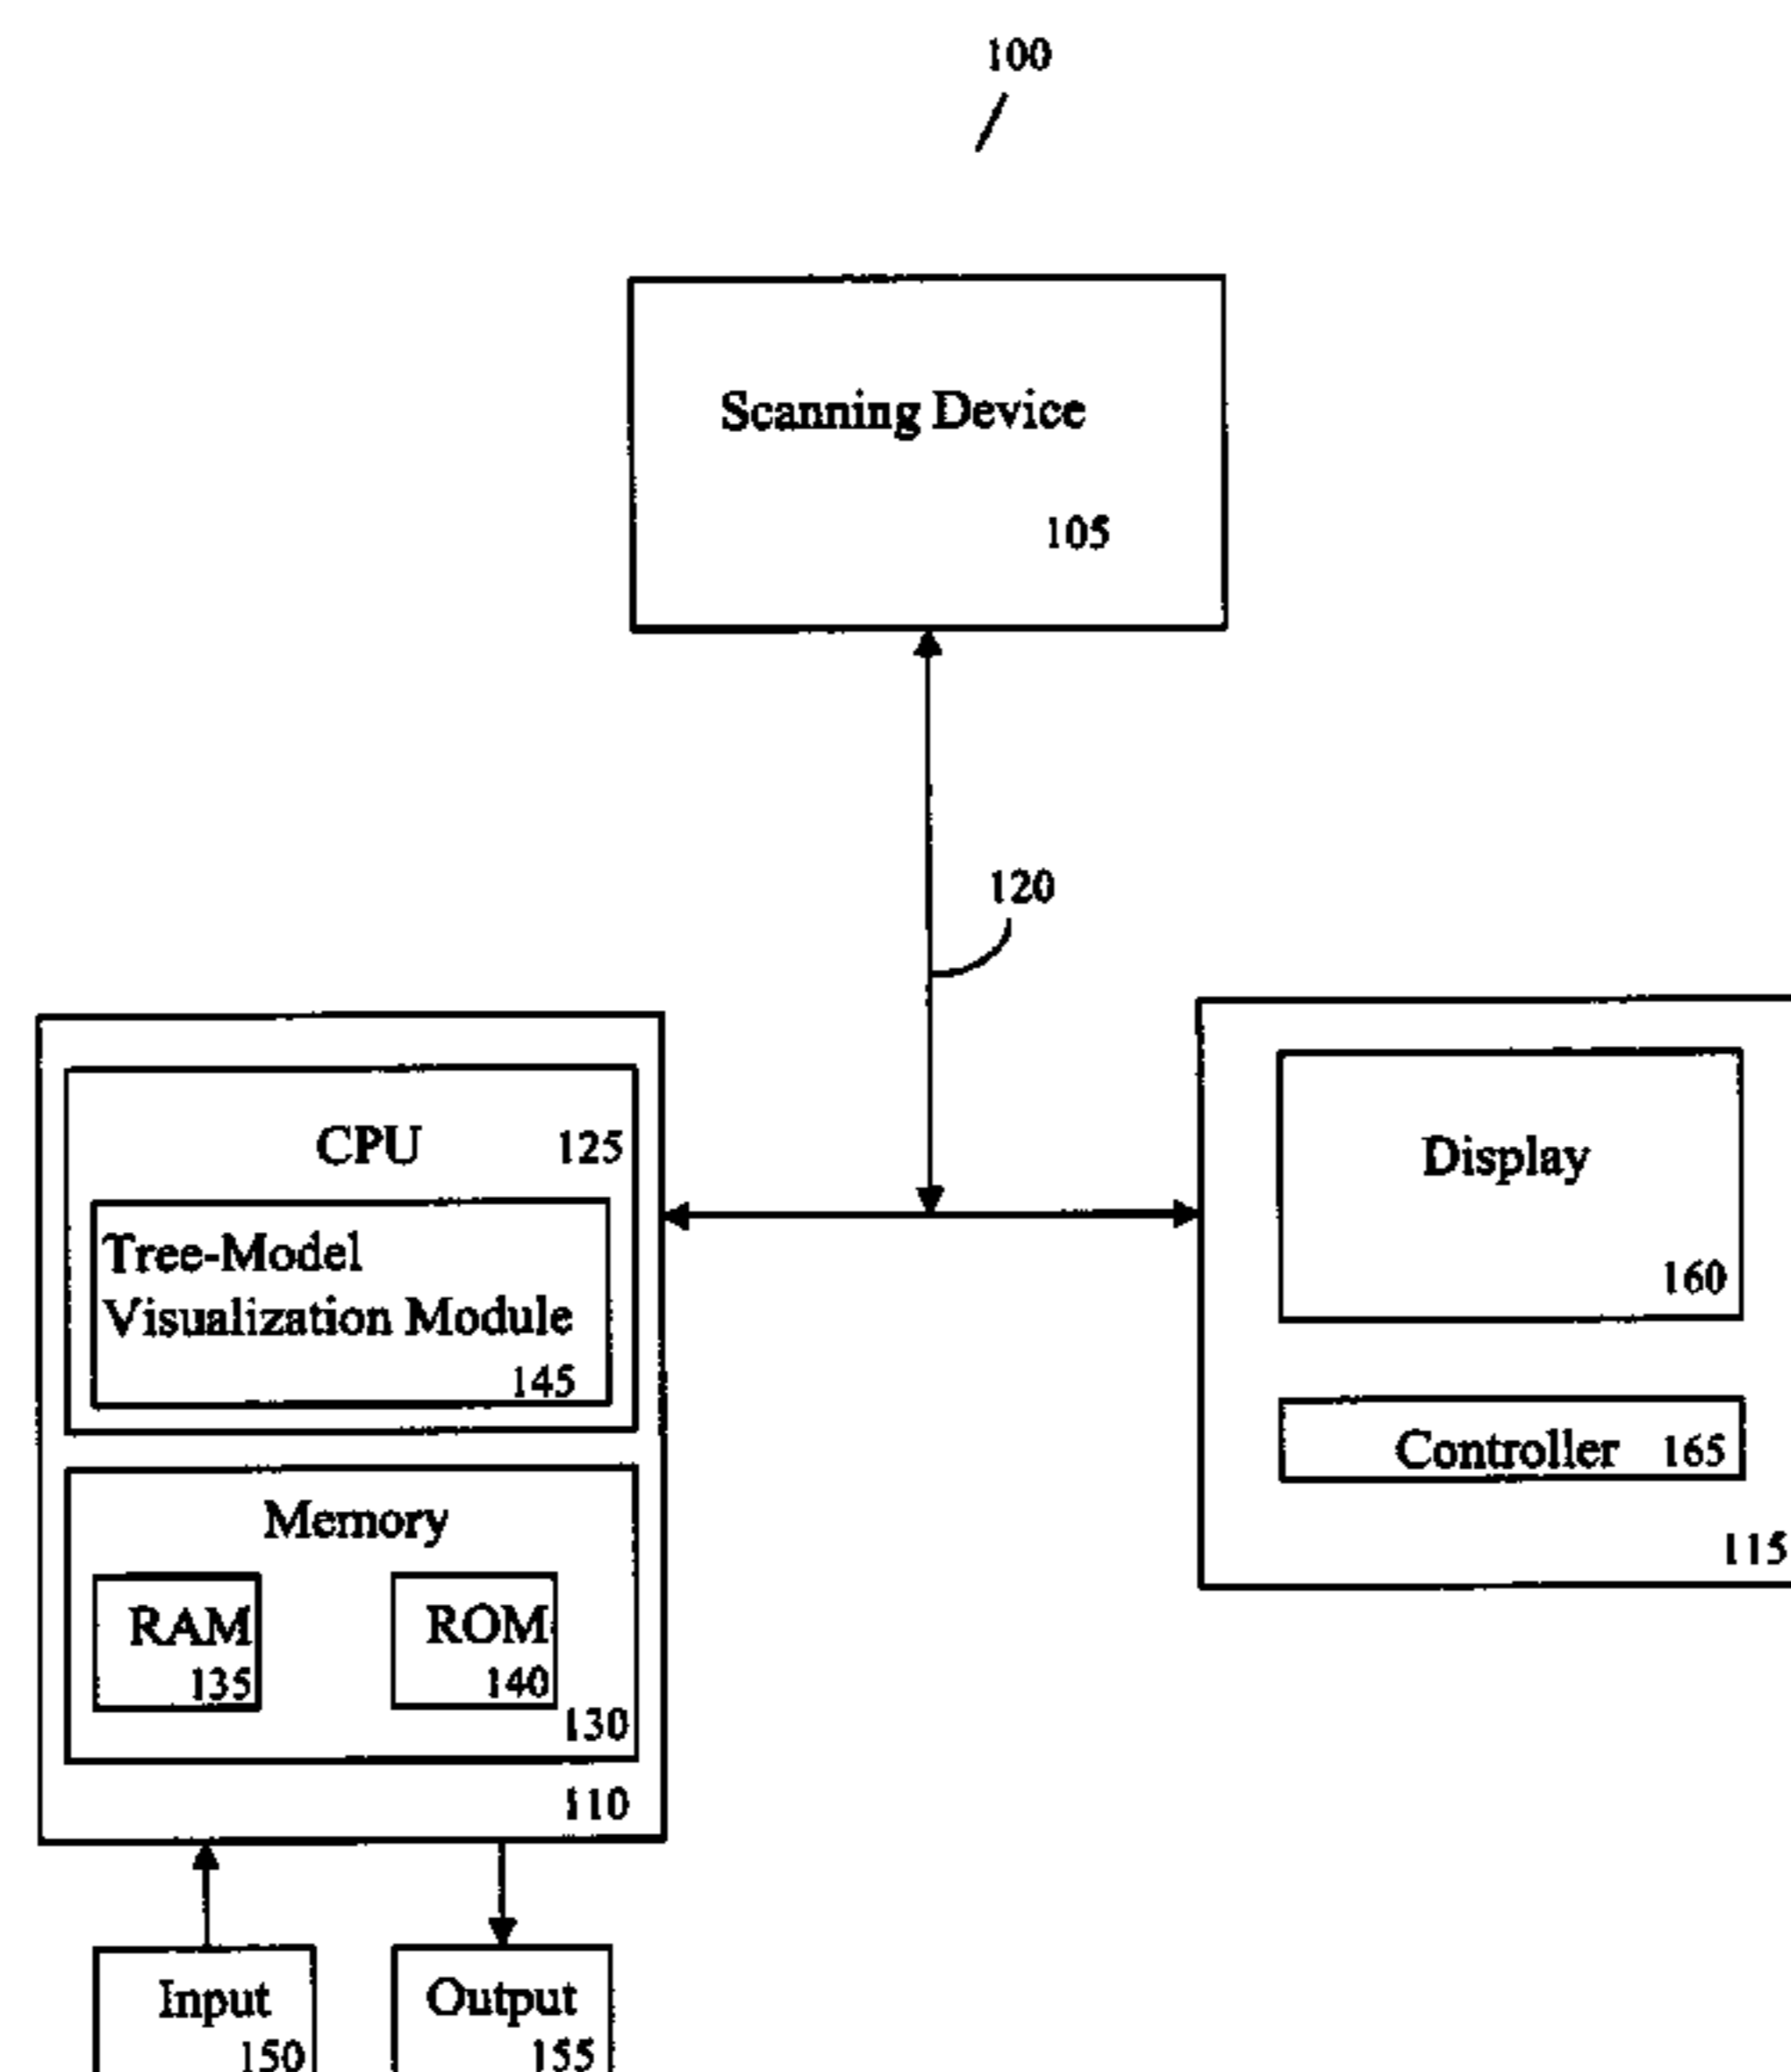 100
Scanning Device
105
120
CPU 125
Tree-Model
Visualization Module
145
Memory
RAM
135
ROM
140
130
110
Input
150
Output
155
Display
160
Controller 165
115